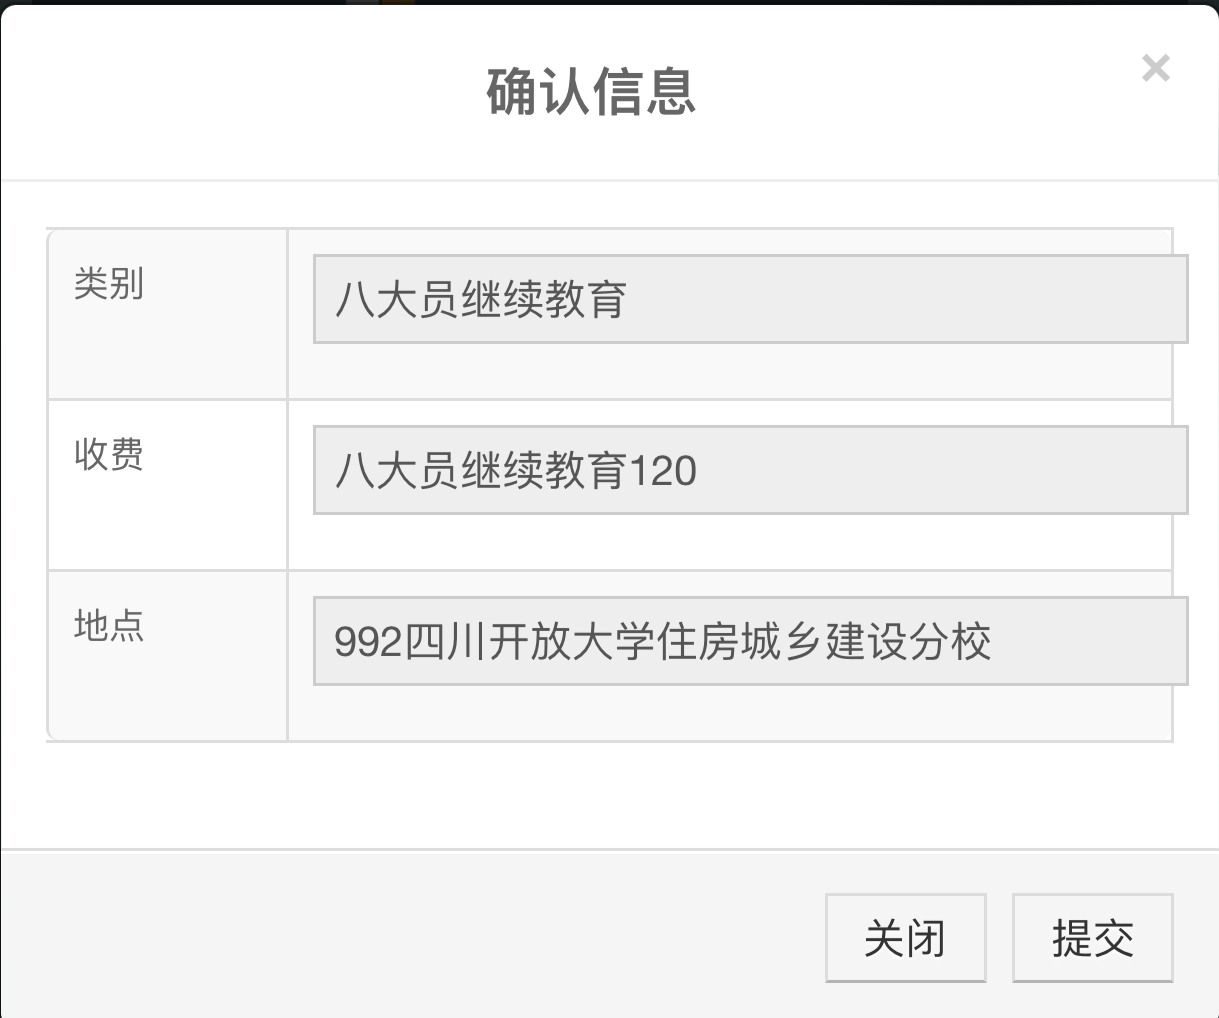 确认信息
×
类别
八大员继续教育
收费
八大员继续教育120
地点
992四川开放大学住房城乡建设分校
关闭
提交